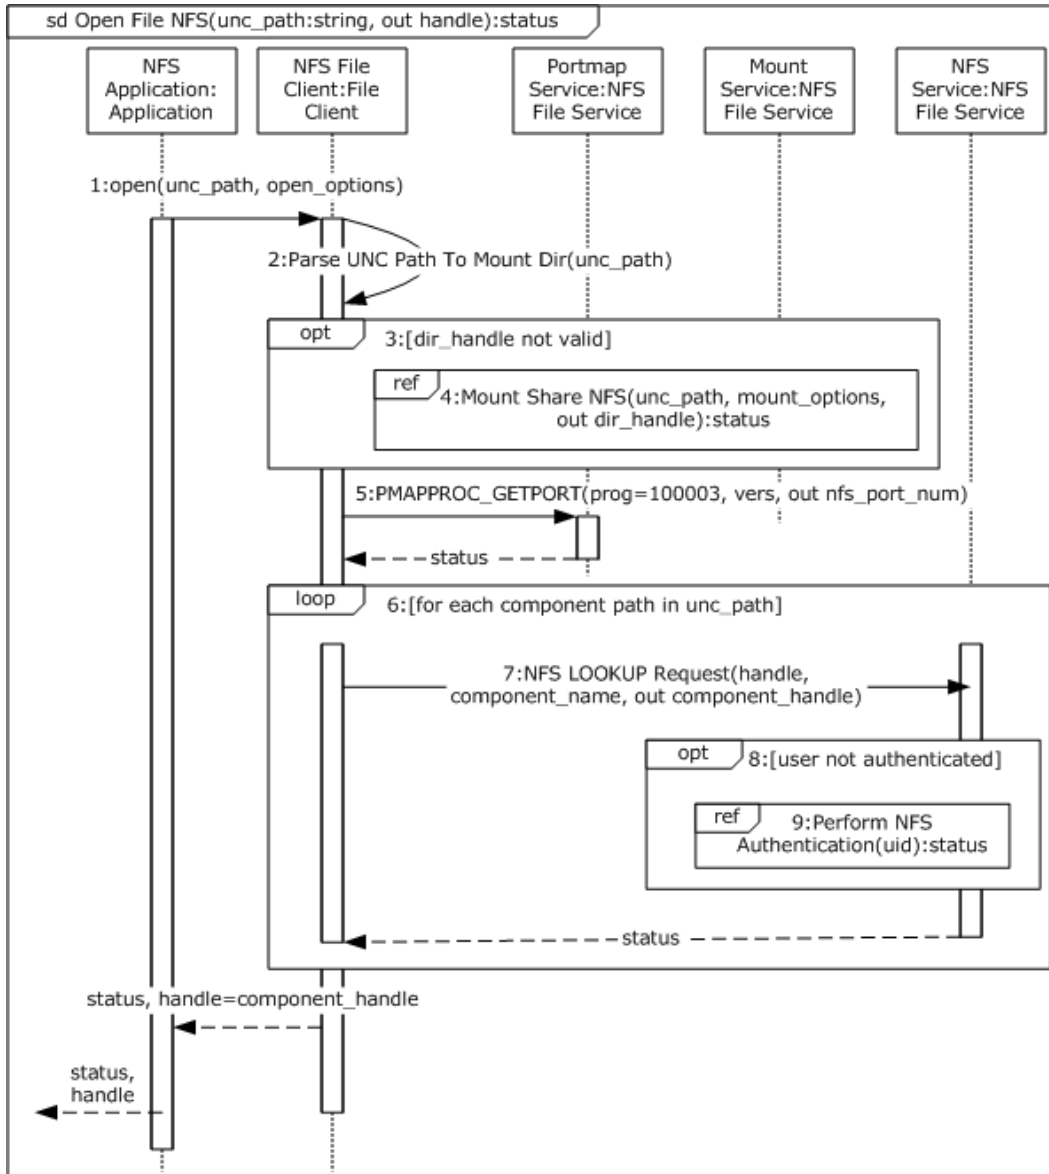 sd Open File NFS(unc_path:string, out handle):status
NFS
Application:
Application
NFS File
Client:File
Client
Portmap
Service:NFS
File Service
Mount
Service:NFS
File Service
NFS
Service:NFS
File Service
1:open(unc_path, open_options)
2:Parse UNC Path To Mount Dir(unc_path)
opt
3:[dir_handle not valid]
ref
4:Mount Share NFS(unc_path, mount_options,
out dir_handle):status
5:PMAPPROC_GETPORT(prog=100003, vers, out nfs_port_num)
status
loop
6:[for each component path in unc_path]
7:NFS LOOKUP Request(handle,
component_name, out component_handle)
opt
8:[user not authenticated]
ref
9:Perform NFS
Authentication(uid):status
status
status, handle=component_handle
status,
handle